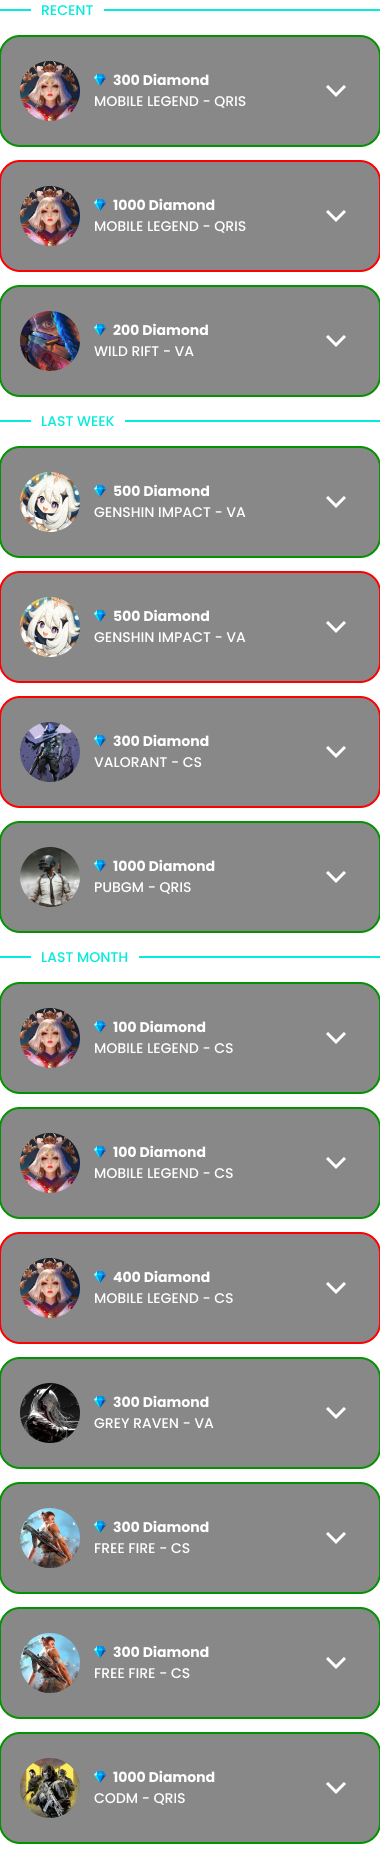 RECENT
300 Diamond
MOBILE LEGEND - QRIS
1000 Diamond
MOBILE LEGEND - QRIS
200 Diamond
WILD RIFT - VA
LAST WEEK
500 Diamond
GENSHIN IMPACT - VA
500 Diamond
GENSHIN IMPACT - VA
300 Diamond
VALORANT - CS
1000 Diamond
PUBGM - QRIS
LAST MONTH
100 Diamond
MOBILE LEGEND - CS
100 Diamond
MOBILE LEGEND - CS
400 Diamond
MOBILE LEGEND - CS
300 Diamond
GREY RAVEN - VA
300 Diamond
FREE FIRE - CS
300 Diamond
FREE FIRE - CS
1000 Diamond
CODM - QRIS